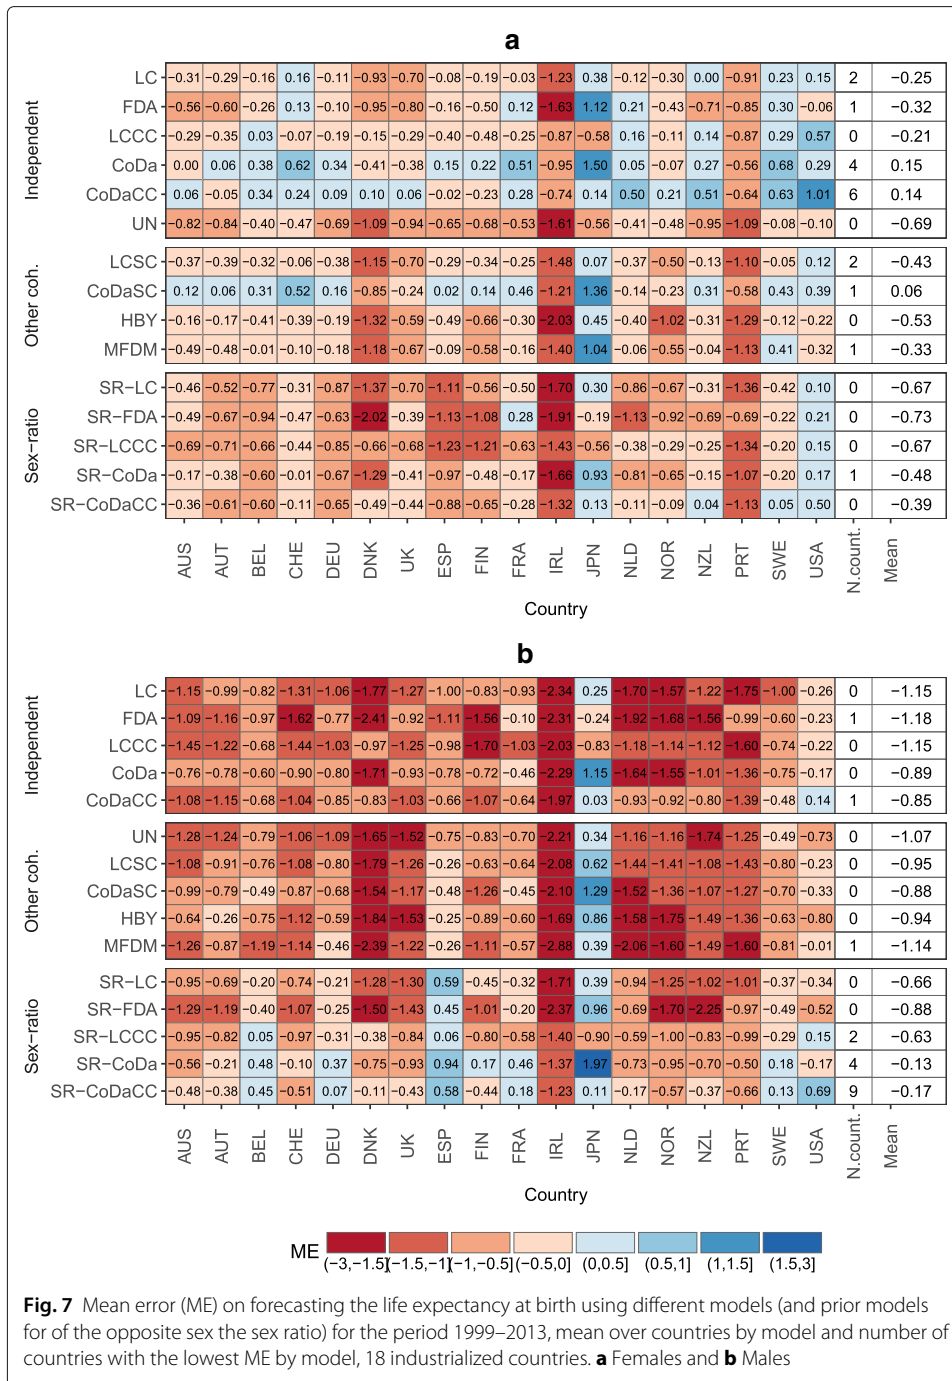 a
Independent
LC −0.31 −0.29 −0.16 0.16 −0.11 −0.93 −0.70 −0.08 −0.19 −0.03 −1.23 0.38 −0.12 −0.30 0.00 −0.91 0.23 0.15 2 −0.25
FDA −0.56 −0.60 −0.26 0.13 −0.10 −0.95 −0.80 −0.16 −0.50 0.12 −1.63 1.12 0.21 −0.43 −0.71 −0.85 0.30 −0.06 1 −0.32
LCCC −0.29 −0.35 0.03 −0.07 −0.19 −0.15 −0.29 −0.40 −0.48 −0.25 −0.87 −0.58 0.16 −0.11 0.14 −0.87 0.29 0.57 0 −0.21
CoDa 0.00 0.06 0.38 0.62 0.34 −0.41 −0.38 0.15 0.22 0.51 −0.95 1.50 0.05 −0.07 0.27 −0.56 0.68 0.29 4 0.15
CoDaCC 0.06 −0.05 0.34 0.24 0.09 0.10 0.06 −0.02 −0.23 0.28 −0.74 0.14 0.50 0.21 0.51 −0.64 0.63 1.01 6 0.14
UN −0.82 −0.84 −0.40 −0.47 −0.69 −1.09 −0.94 −0.65 −0.68 −0.53 −1.61 −0.56 −0.41 −0.48 −0.95 −1.09 −0.08 −0.10 0 −0.69
Other coh.
LCSC −0.37 −0.39 −0.32 −0.06 −0.38 −1.15 −0.70 −0.29 −0.34 −0.25 −1.48 0.07 −0.37 −0.50 −0.13 −1.10 −0.05 0.12 2 −0.43
CoDaSC 0.12 0.06 0.31 0.52 0.16 −0.85 −0.24 0.02 0.14 0.46 −1.21 1.36 −0.14 −0.23 0.31 −0.58 0.43 0.39 1 0.06
HBY −0.16 −0.17 −0.41 −0.39 −0.19 −1.32 −0.59 −0.49 −0.66 −0.30 −2.03 0.45 −0.40 −1.02 −0.31 −1.29 −0.12 −0.22 0 −0.53
MFDM −0.49 −0.48 −0.01 −0.10 −0.18 −1.18 −0.67 −0.09 −0.58 −0.16 −1.40 1.04 −0.06 −0.55 −0.04 −1.13 0.41 −0.32 1 −0.33
Sex−ratio
SR−LC −0.46 −0.52 −0.77 −0.31 −0.87 −1.37 −0.70 −1.11 −0.56 −0.50 −1.70 0.30 −0.86 −0.67 −0.31 −1.36 −0.42 0.10 0 −0.67
SR−FDA −0.49 −0.67 −0.94 −0.47 −0.63 −2.02 −0.39 −1.13 −1.08 0.28 −1.91 −0.19 −1.13 −0.92 −0.69 −0.69 −0.22 0.21 0 −0.73
SR−LCCC −0.69 −0.71 −0.66 −0.44 −0.85 −0.66 −0.68 −1.23 −1.21 −0.63 −1.43 −0.56 −0.38 −0.29 −0.25 −1.34 −0.20 0.15 0 −0.67
SR−CoDa −0.17 −0.38 −0.60 −0.01 −0.67 −1.29 −0.41 −0.97 −0.48 −0.17 −1.66 0.93 −0.81 −0.65 −0.15 −1.07 −0.20 0.17 1 −0.48
SR−CoDaCC −0.36 −0.61 −0.60 −0.11 −0.65 −0.49 −0.44 −0.88 −0.65 −0.28 −1.32 0.13 −0.11 −0.09 0.04 −1.13 0.05 0.50 0 −0.39
AUS AUT BEL CHE DEU DNK UK ESP FIN FRA IRL JPN NLD NOR NZL PRT SWE USA N.count. Mean
Country
b
Independent
LC −1.15 −0.99 −0.82 −1.31 −1.06 −1.77 −1.27 −1.00 −0.83 −0.93 −2.34 0.25 −1.70 −1.57 −1.22 −1.75 −1.00 −0.26 0 −1.15
FDA −1.09 −1.16 −0.97 −1.62 −0.77 −2.41 −0.92 −1.11 −1.56 −0.10 −2.31 −0.24 −1.92 −1.68 −1.56 −0.99 −0.60 −0.23 1 −1.18
LCCC −1.45 −1.22 −0.68 −1.44 −1.03 −0.97 −1.25 −0.98 −1.70 −1.03 −2.03 −0.83 −1.18 −1.14 −1.12 −1.60 −0.74 −0.22 0 −1.15
CoDa −0.76 −0.78 −0.60 −0.90 −0.80 −1.71 −0.93 −0.78 −0.72 −0.46 −2.29 1.15 −1.64 −1.55 −1.01 −1.36 −0.75 −0.17 0 −0.89
CoDaCC −1.08 −1.15 −0.68 −1.04 −0.85 −0.83 −1.03 −0.66 −1.07 −0.64 −1.97 0.03 −0.93 −0.92 −0.80 −1.39 −0.48 0.14 1 −0.85
Other coh.
UN −1.28 −1.24 −0.79 −1.06 −1.09 −1.65 −1.52 −0.75 −0.83 −0.70 −2.21 0.34 −1.16 −1.16 −1.74 −1.25 −0.49 −0.73 0 −1.07
LCSC −1.08 −0.91 −0.76 −1.08 −0.80 −1.79 −1.26 −0.26 −0.63 −0.64 −2.08 0.62 −1.44 −1.41 −1.08 −1.43 −0.80 −0.23 0 −0.95
CoDaSC −0.99 −0.79 −0.49 −0.87 −0.68 −1.54 −1.17 −0.48 −1.26 −0.45 −2.10 1.29 −1.52 −1.36 −1.07 −1.27 −0.70 −0.33 0 −0.88
HBY −0.64 −0.26 −0.75 −1.12 −0.59 −1.84 −1.53 −0.25 −0.89 −0.60 −1.69 0.86 −1.58 −1.75 −1.49 −1.36 −0.63 −0.80 0 −0.94
MFDM −1.26 −0.87 −1.19 −1.14 −0.46 −2.39 −1.22 −0.26 −1.11 −0.57 −2.88 0.39 −2.06 −1.60 −1.49 −1.60 −0.81 −0.01 1 −1.14
Sex−ratio
SR−LC −0.95 −0.69 −0.20 −0.74 −0.21 −1.28 −1.30 0.59 −0.45 −0.32 −1.71 0.39 −0.94 −1.25 −1.02 −1.01 −0.37 −0.34 0 −0.66
SR−FDA −1.29 −1.19 −0.40 −1.07 −0.25 −1.50 −1.43 0.45 −1.01 −0.20 −2.37 0.96 −0.69 −1.70 −2.25 −0.97 −0.49 −0.52 0 −0.88
SR−LCCC −0.95 −0.82 0.05 −0.97 −0.31 −0.38 −0.84 0.06 −0.80 −0.58 −1.40 −0.90 −0.59 −1.00 −0.83 −0.99 −0.29 0.15 2 −0.63
SR−CoDa −0.56 −0.21 0.48 −0.10 0.37 −0.75 −0.93 0.94 0.17 0.46 −1.37 1.97 −0.73 −0.95 −0.70 −0.50 0.18 −0.17 4 −0.13
SR−CoDaCC −0.48 −0.38 0.45 −0.51 0.07 −0.11 −0.43 0.58 −0.44 0.18 −1.23 0.11 −0.17 −0.57 −0.37 −0.66 0.13 0.69 9 −0.17
AUS AUT BEL CHE DEU DNK UK ESP FIN FRA IRL JPN NLD NOR NZL PRT SWE USA N.count. Mean
Country
ME (−3,−1.5] (−1.5,−1] (−1,−0.5] (−0.5,0] (0,0.5] (0.5,1] (1,1.5] (1.5,3]
Fig. 7 Mean error (ME) on forecasting the life expectancy at birth using different models (and prior models
for of the opposite sex the sex ratio) for the period 1999–2013, mean over countries by model and number of
countries with the lowest ME by model, 18 industrialized countries. a Females and b Males